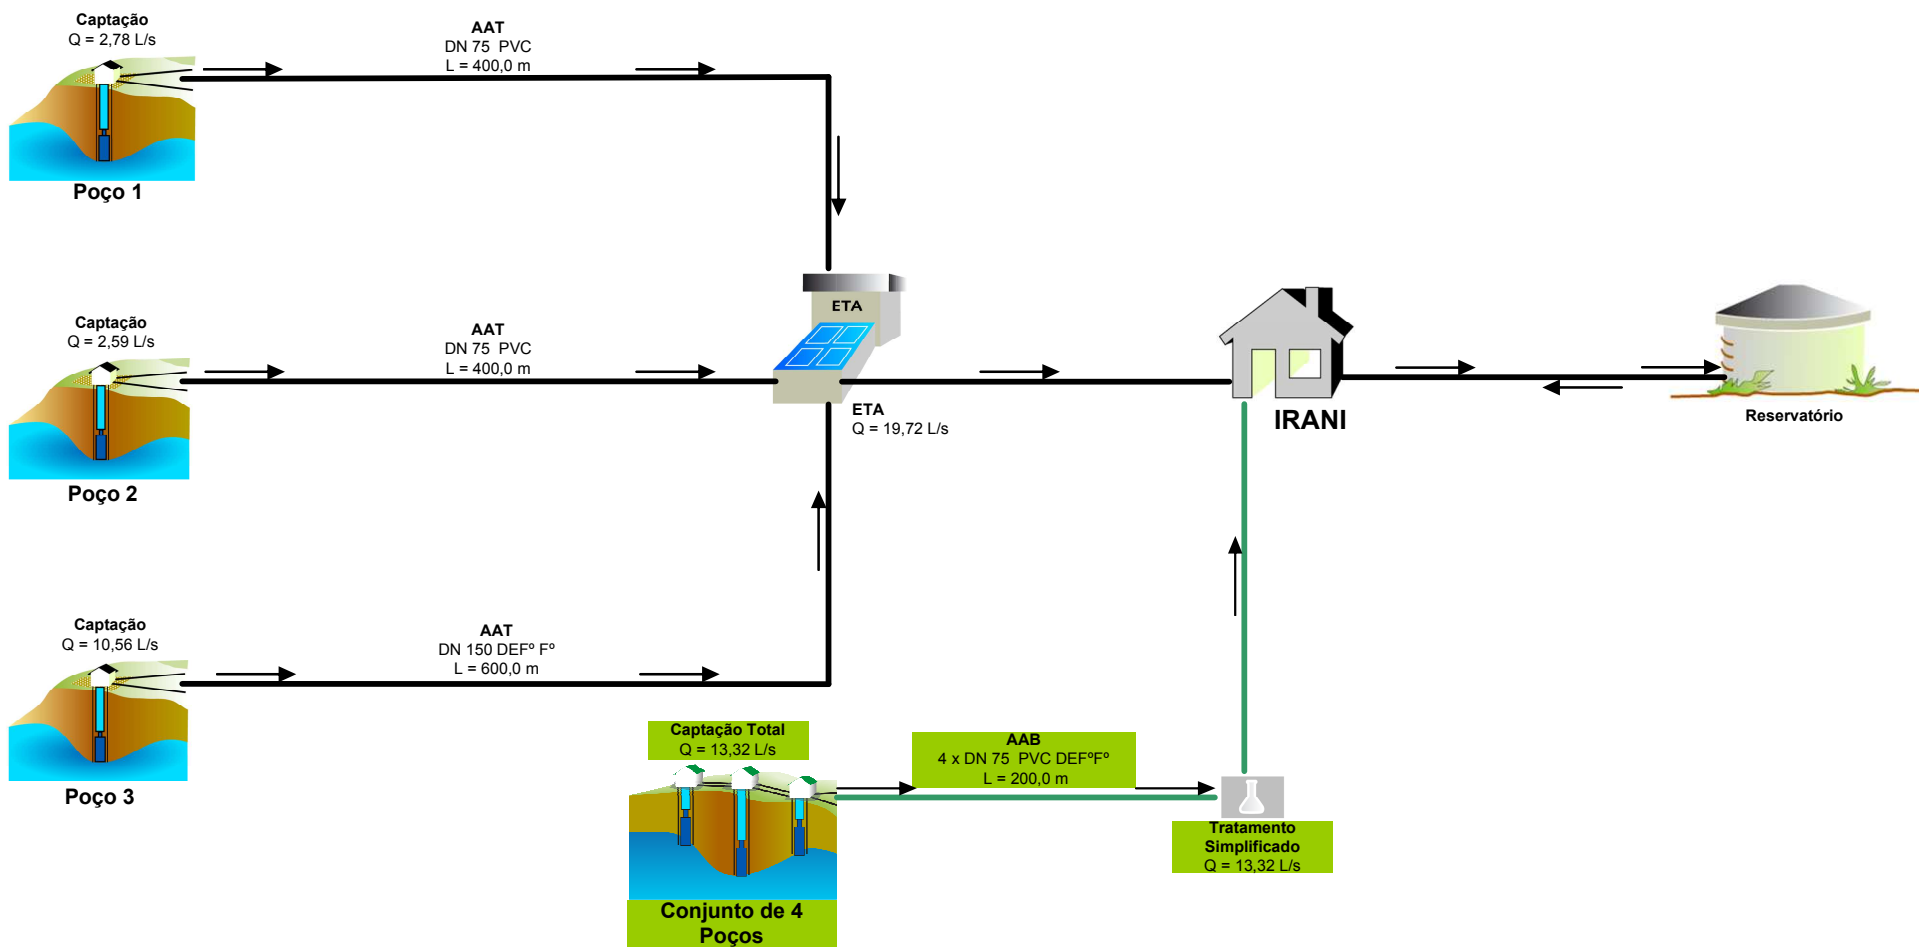 Captação
Q = 2,78 L/s
Poço 1
AAT
DN 75 PVC
L = 400,0 m
Captação
Q = 2,59 L/s
Poço 2
AAT
DN 75 PVC
L = 400,0 m
ETA
ETA
Q = 19,72 L/s
IRANI
Reservatório
Captação
Q = 10,56 L/s
Poço 3
AAT
DN 150 DEFº Fº
L = 600,0 m
Captação Total
Q = 13,32 L/s
Conjunto de 4
Poços
AAB
4 x DN 75 PVC DEFºFº
L = 200,0 m
Tratamento
Simplificado
Q = 13,32 L/s